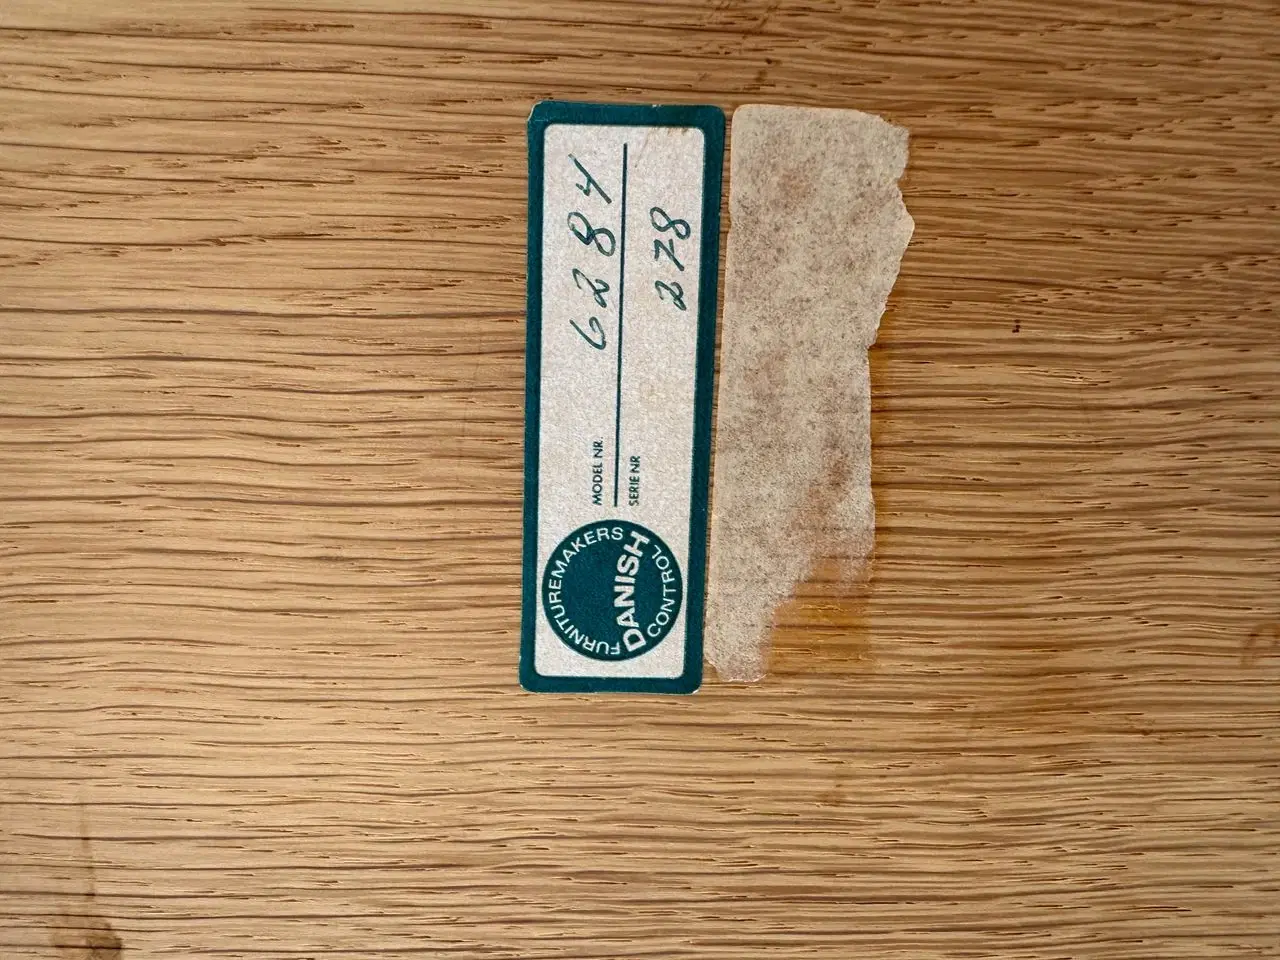 FURNITUREMAKERS
DANISH
CONTROL
MODEL NR. 6284
SERIE NR 278